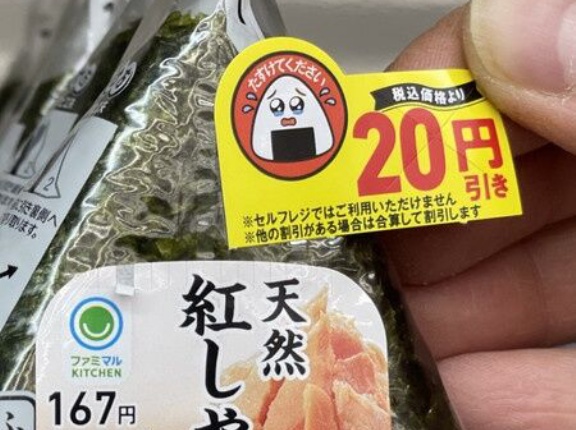 たすけてください
税込価格より
20円
引き
※セルフレジではご利用いただけません
※他の割引がある場合は合算して割引します
天然
紅しゃ
ファミマル
KITCHEN
167円
2